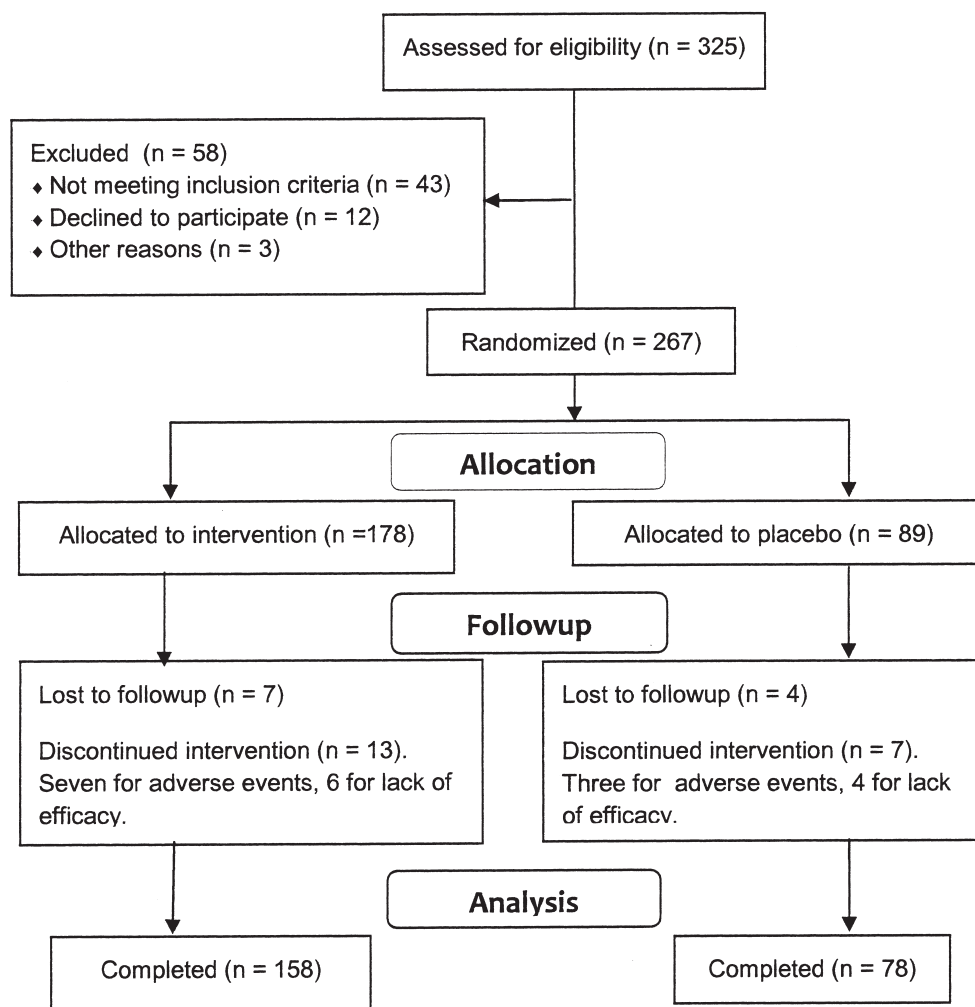 Assessed for eligibility (n = 325)
Excluded (n = 58)
♦ Not meeting inclusion criteria (n = 43)
♦ Declined to participate (n = 12)
♦ Other reasons (n = 3)
Randomized (n = 267)
Allocation
Allocated to intervention (n =178)
Allocated to placebo (n = 89)
Followup
Lost to followup (n = 7)
Discontinued intervention (n = 13).
Seven for adverse events, 6 for lack of
efficacy.
Lost to followup (n = 4)
Discontinued intervention (n = 7).
Three for adverse events, 4 for lack
of efficacy.
Analysis
Completed (n = 158)
Completed (n = 78)